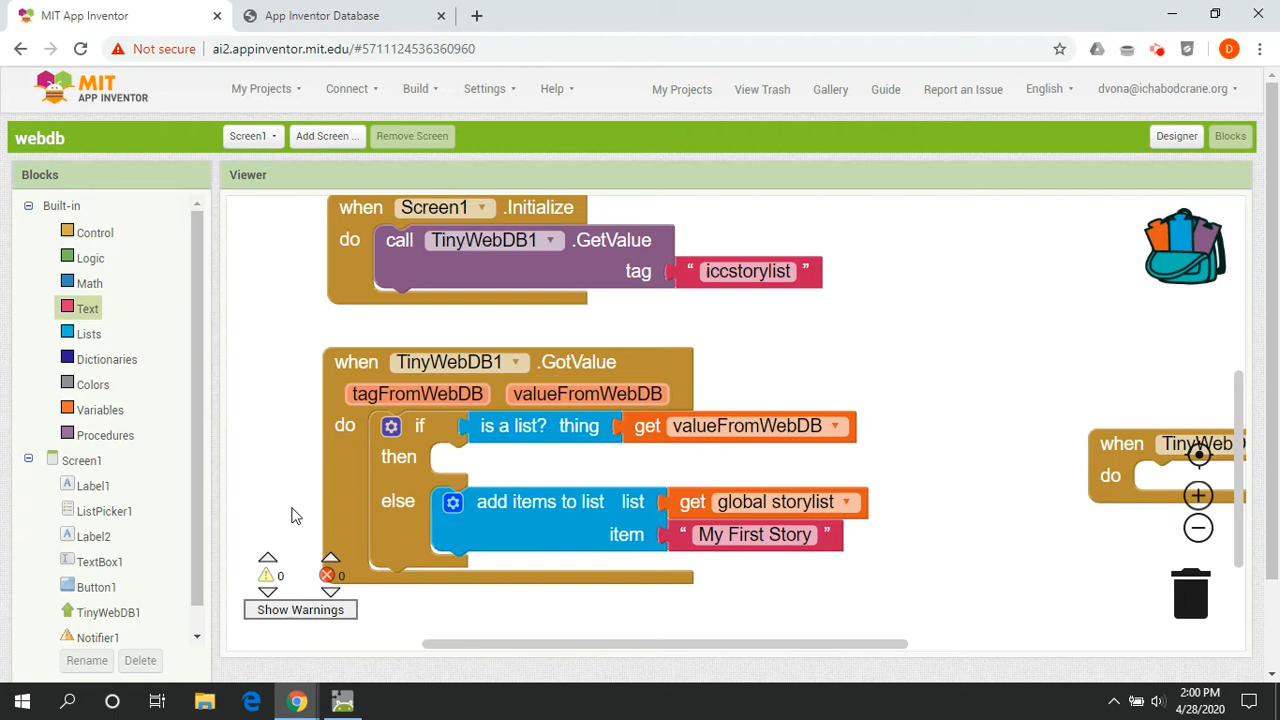 MIT App Inventor
App Inventor Database
Not secure
ai2.appinventor.mit.edu/#5711124536360960
D
MIT
APP INVENTOR
My Projects
Connect
Build
Settings
Help
My Projects
View Trash
Gallery
Guide
Report an Issue
English
dvona@ichabodcrane.org
webdb
Screen1
Add Screen ...
Remove Screen
Designer
Blocks
Blocks
Viewer
Built-in
Control
Logic
Math
Text
Lists
Dictionaries
Colors
Variables
Procedures
Screen1
Label1
ListPicker1
Label2
TextBox1
Button1
TinyWebDB1
Notifier1
Rename
Delete
when Screen1 .Initialize
do call TinyWebDB1 .GetValue
tag “ iccstorylist ”
when TinyWebDB1 .GotValue
tagFromWebDB valueFromWebDB
do if is a list? thing get valueFromWebDB
then
else add items to list list get global storylist
item “ My First Story ”
when TinyWebD
do
0
0
Show Warnings
2:00 PM
4/28/2020